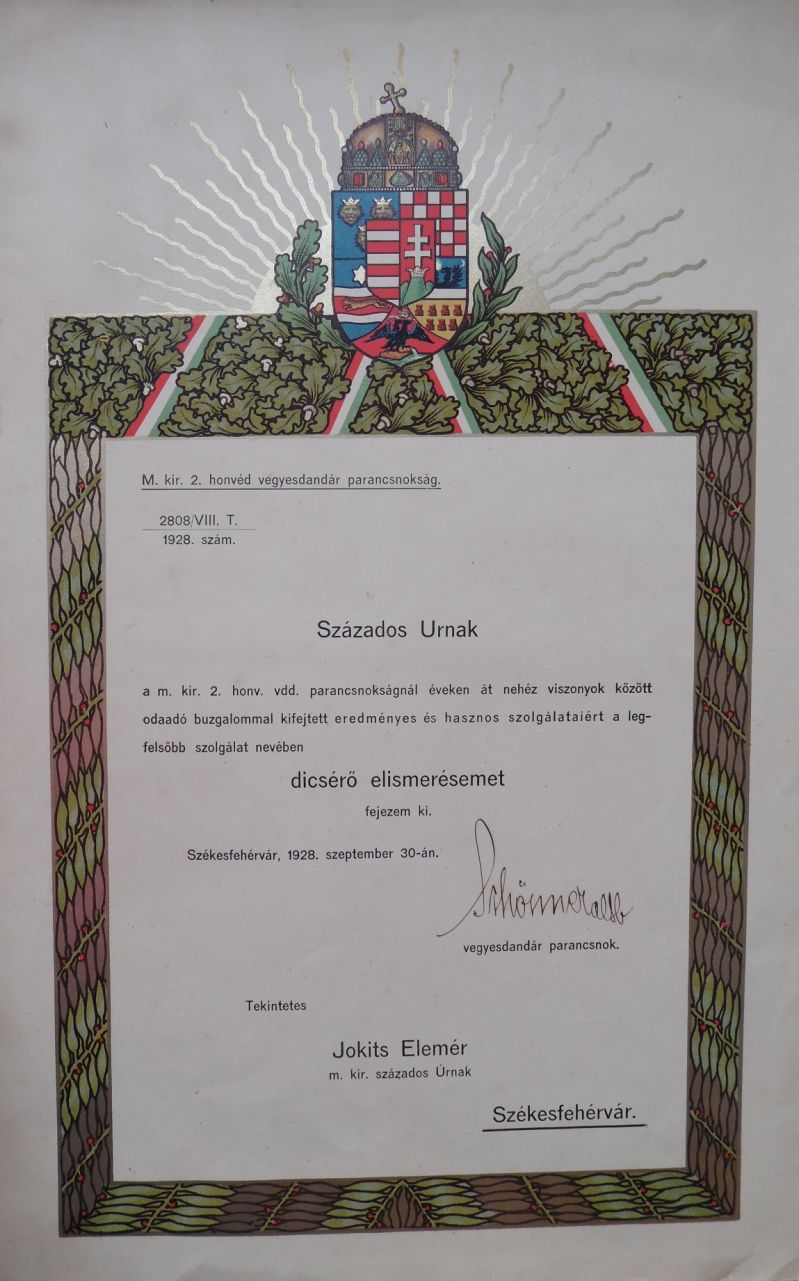 M. kir. 2. honvéd vegyesdandár parancsnokság.
2808/VIII. T.
1928. szám.
Százados Urnak
a m. kir. 2. honv. vdd. parancsnokságnál éveken át nehéz viszonyok között
odaadó buzgalommal kifejtett eredményes és hasznos szolgálataiért a leg-
felsőbb szolgálat nevében
dicsérő elismerésemet
fejezem ki.
Székesfehérvár, 1928. szeptember 30-án.
vegyesdandár parancsnok.
Tekintetes
Jokits Elemér
m. kir. százados Úrnak
Székesfehérvár.